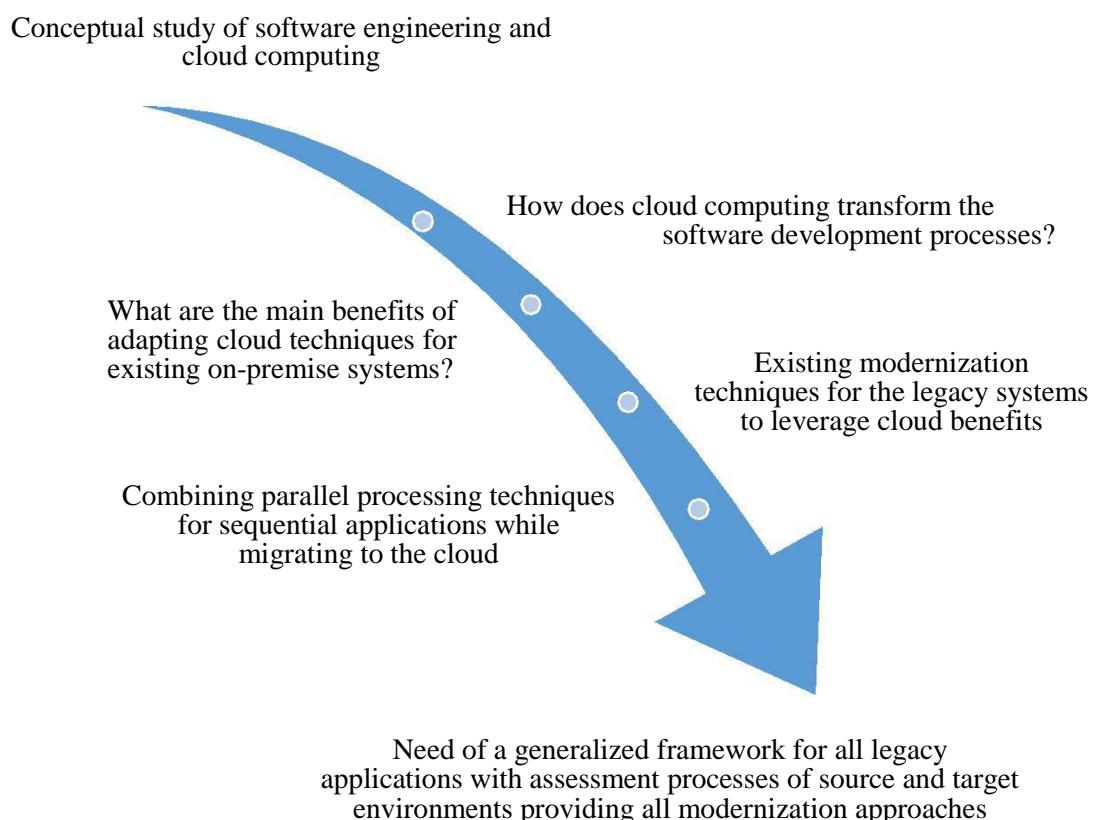 Conceptual study of software engineering and
cloud computing
How does cloud computing transform the
software development processes?
What are the main benefits of
adapting cloud techniques for
existing on-premise systems?
Existing modernization
techniques for the legacy systems
to leverage cloud benefits
Combining parallel processing techniques
for sequential applications while
migrating to the cloud
Need of a generalized framework for all legacy
applications with assessment processes of source and target
environments providing all modernization approaches